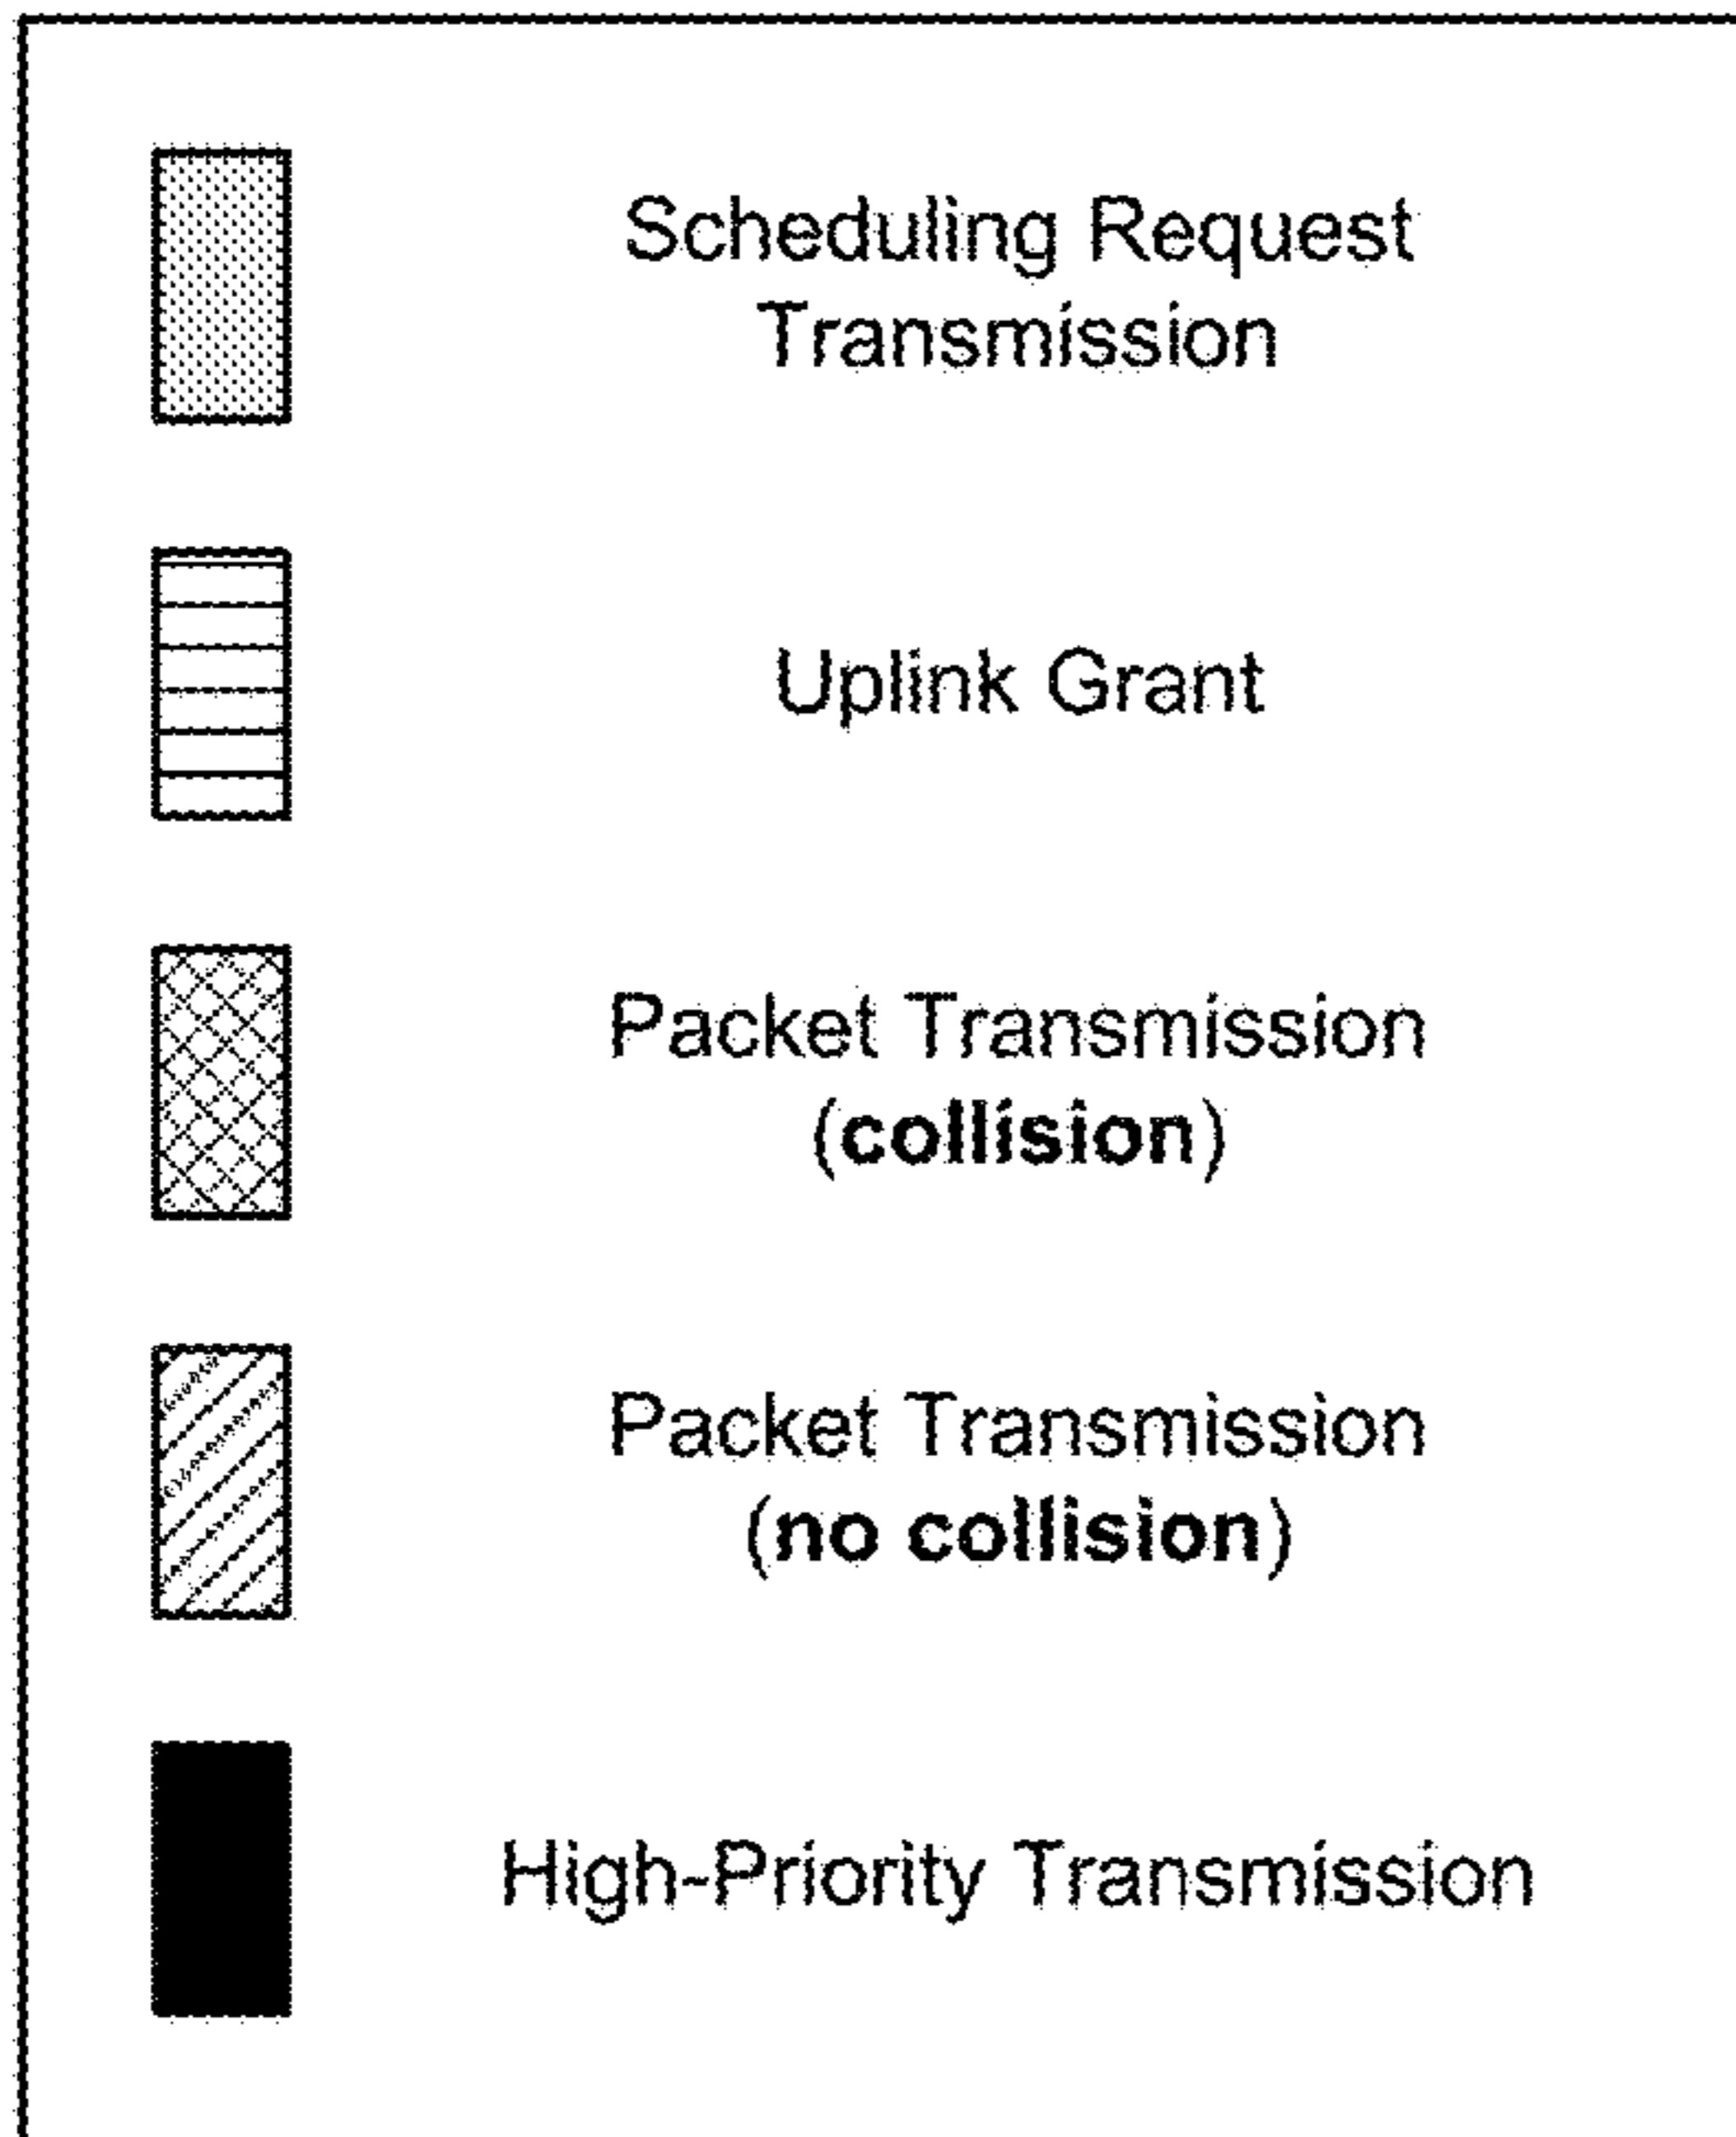 Scheduling Request
Transmission
Uplink Grant
Packet Transmission
(collision)
Packet Transmission
(no collision)
High-Priority Transmission